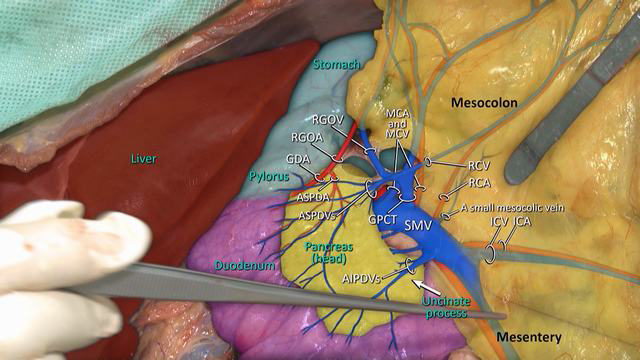 Stomach
Mesocolon
RGOV
MCA
and
MCV
RGOA
Liver
GDA
RCV
Pylorus
RCA
ASPDA
ASPDVs
A small mesocolic vein
GPCT
SMV
ICV ICA
Pancreas
(head)
Duodenum
AIPDVs
Uncinate
process
Mesentery